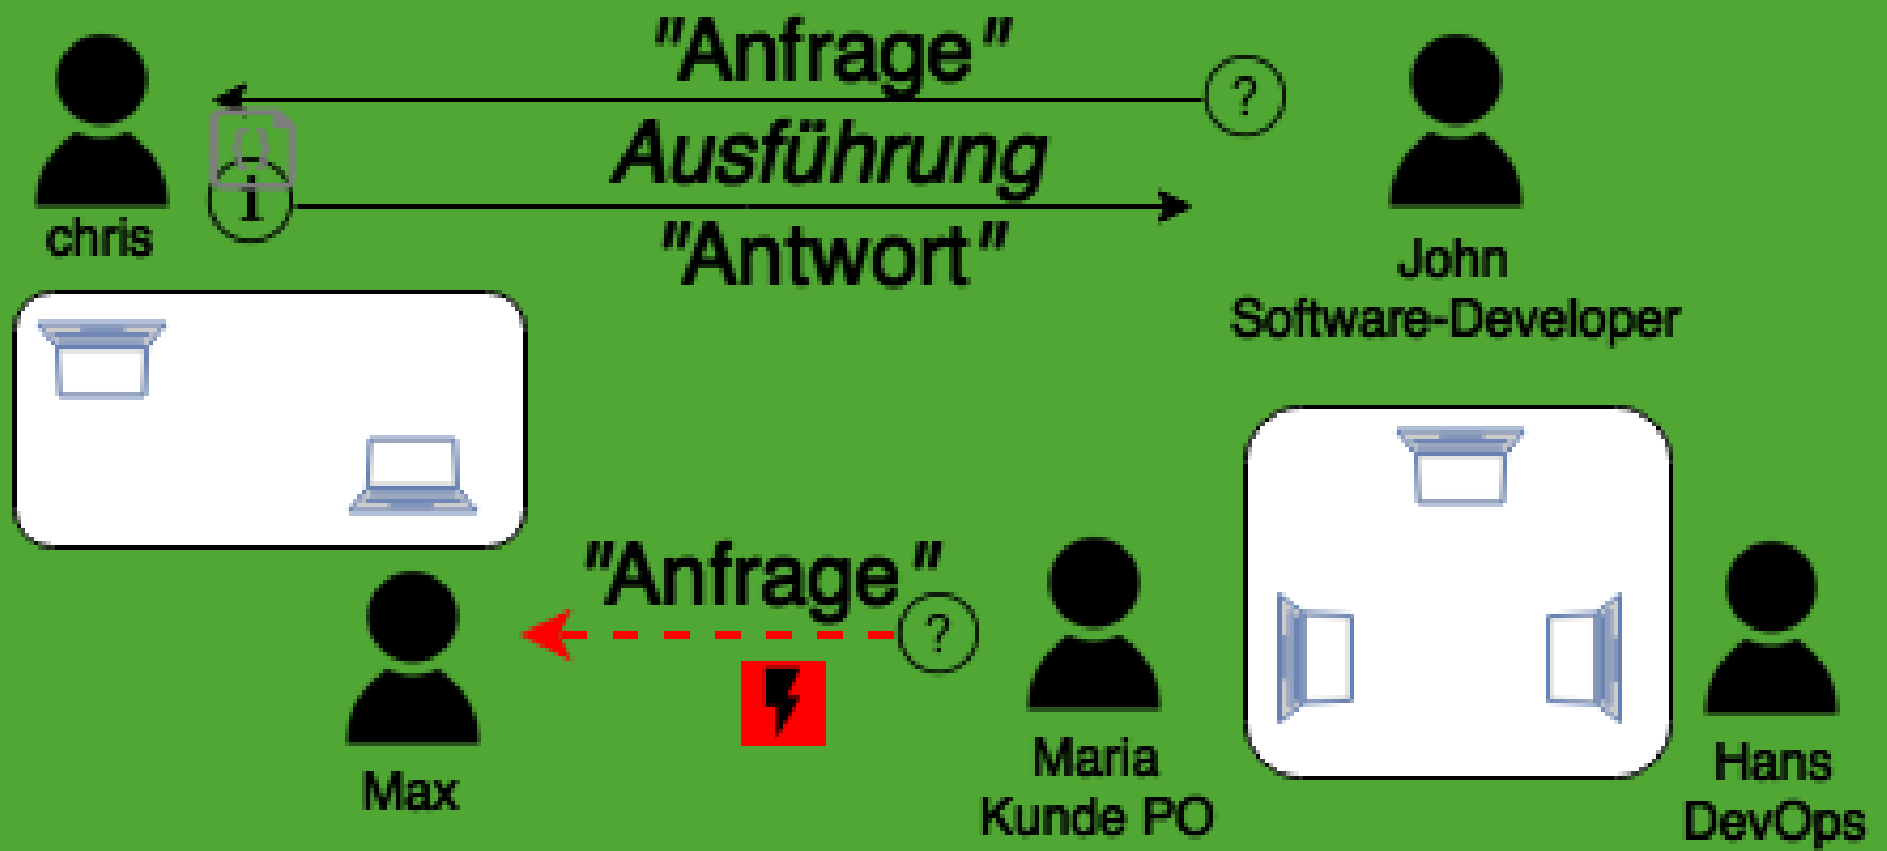 "Anfrage"
?
Ausführung
i
"Antwort"
chris
John
Software-Developer
"Anfrage"
?
Max
Maria
Kunde PO
Hans
DevOps